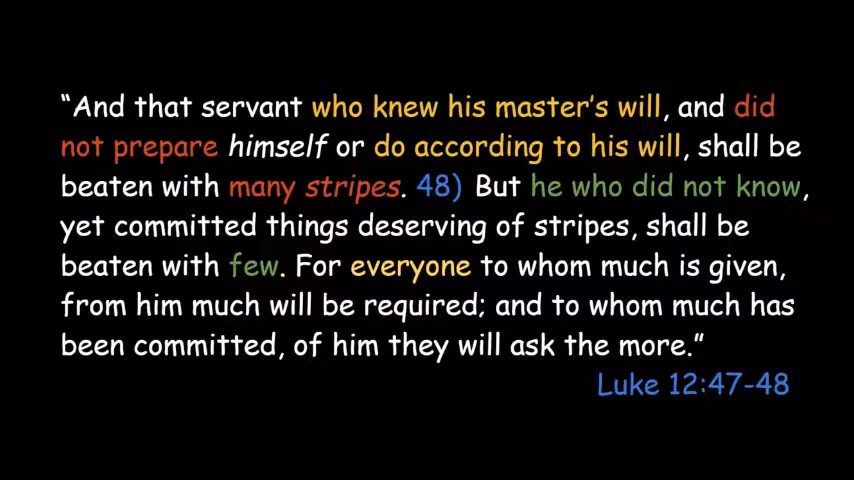 “And that servant who knew his master’s will, and did
not prepare himself or do according to his will, shall be
beaten with many stripes. 48) But he who did not know,
yet committed things deserving of stripes, shall be
beaten with few. For everyone to whom much is given,
from him much will be required; and to whom much has
been committed, of him they will ask the more.”
Luke 12:47-48